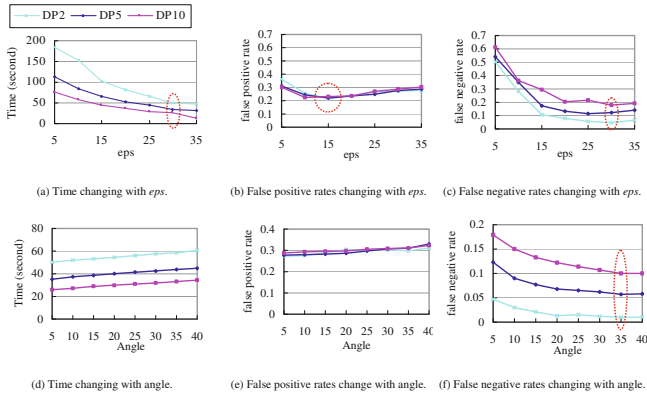 DP2 DP5 DP10
200
150
100
50
0
5 15 25 35
eps
Time (second)
(a) Time changing with eps.
0.7
0.6
0.5
0.4
0.3
0.2
0.1
0
5 15 25 35
eps
false positive rate
(b) False positive rates changing with eps.
0.7
0.6
0.5
0.4
0.3
0.2
0.1
0
5 15 25 35
eps
false negative rate
(c) False negative rates changing with eps.
80
60
40
20
0
5 10 15 20 25 30 35 40
Angle
Time (second)
(d) Time changing with angle.
0.4
0.3
0.2
0.1
0
5 10 15 20 25 30 35 40
Angle
false positive rate
(e) False positive rates change with angle.
0.2
0.15
0.1
0.05
0
5 10 15 20 25 30 35 40
Angle
false negative rate
(f) False negative rates changing with angle.